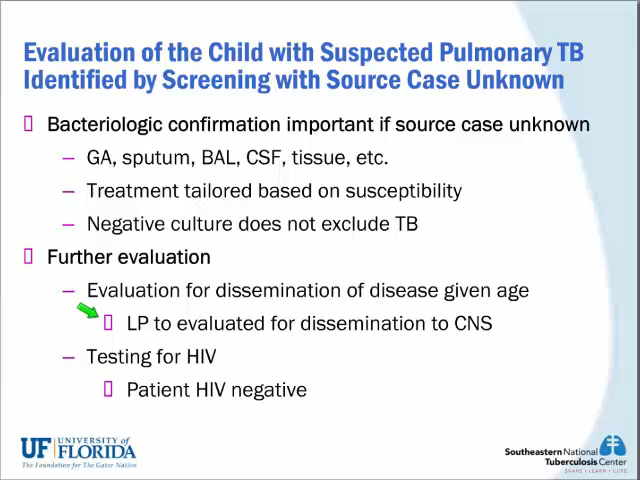 Evaluation of the Child with Suspected Pulmonary TB
Identified by Screening with Source Case Unknown
Bacteriologic confirmation important if source case unknown
– GA, sputum, BAL, CSF, tissue, etc.
– Treatment tailored based on susceptibility
– Negative culture does not exclude TB
Further evaluation
– Evaluation for dissemination of disease given age
LP to evaluated for dissemination to CNS
– Testing for HIV
Patient HIV negative
UF UNIVERSITY of FLORIDA
The Foundation for The Gator Nation
Southeastern National
Tuberculosis Center
SHARE • LEARN • CURE